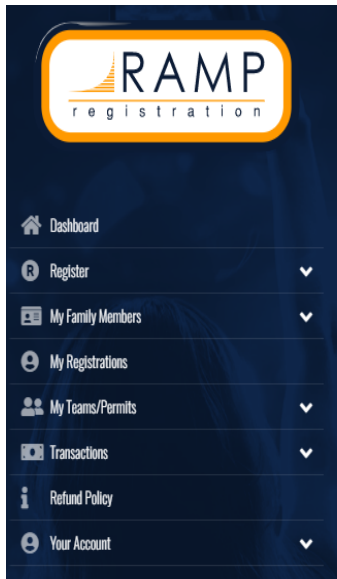 RAMP
registration
Dashboard
R Register
My Family Members
My Registrations
My Teams/Permits
Transactions
Refund Policy
Your Account